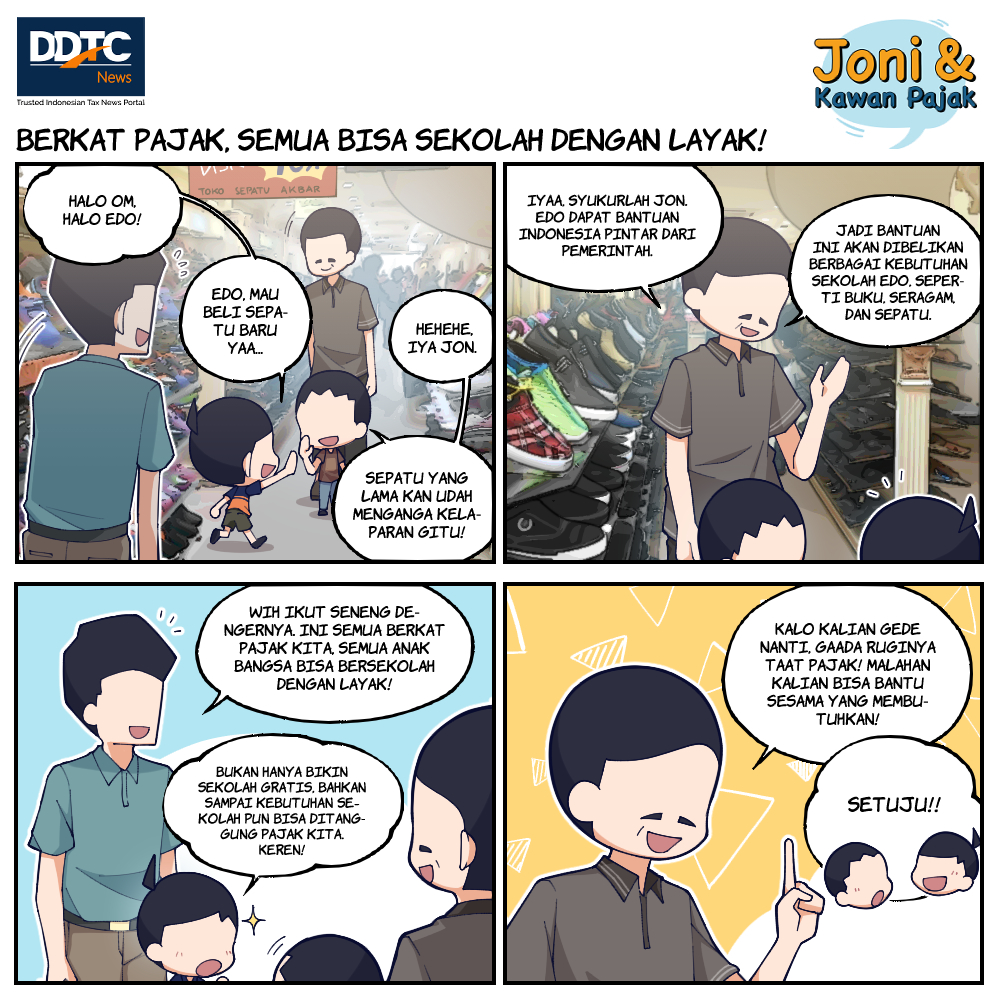 DDTC
News
Trusted Indonesian Tax News Portal
Joni &
Kawan Pajak
BERKAT PAJAK, SEMUA BISA SEKOLAH DENGAN LAYAK!
TOKO SEPATU AKBAR
HALO OM,
HALO EDO!
EDO, MAU
BELI SEPA-
TU BARU
YAA...
HEHEHE,
IYA JON.
SEPATU YANG
LAMA KAN UDAH
MENGANGA KELA-
PARAN GITU!
IYAA, SYUKURLAH JON.
EDO DAPAT BANTUAN
INDONESIA PINTAR DARI
PEMERINTAH.
JADI BANTUAN
INI AKAN DIBELIKAN
BERBAGAI KEBUTUHAN
SEKOLAH EDO, SEPER-
TI BUKU, SERAGAM,
DAN SEPATU.
WIH IKUT SENENG DE-
NGERNYA. INI SEMUA BERKAT
PAJAK KITA, SEMUA ANAK
BANGSA BISA BERSEKOLAH
DENGAN LAYAK!
BUKAN HANYA BIKIN
SEKOLAH GRATIS, BAHKAN
SAMPAI KEBUTUHAN SE-
KOLAH PUN BISA DITANG-
GUNG PAJAK KITA.
KEREN!
KALO KALIAN GEDE
NANTI, GAADA RUGINYA
TAAT PAJAK! MALAHAN
KALIAN BISA BANTU
SESAMA YANG MEMBU-
TUHKAN!
SETUJU!!